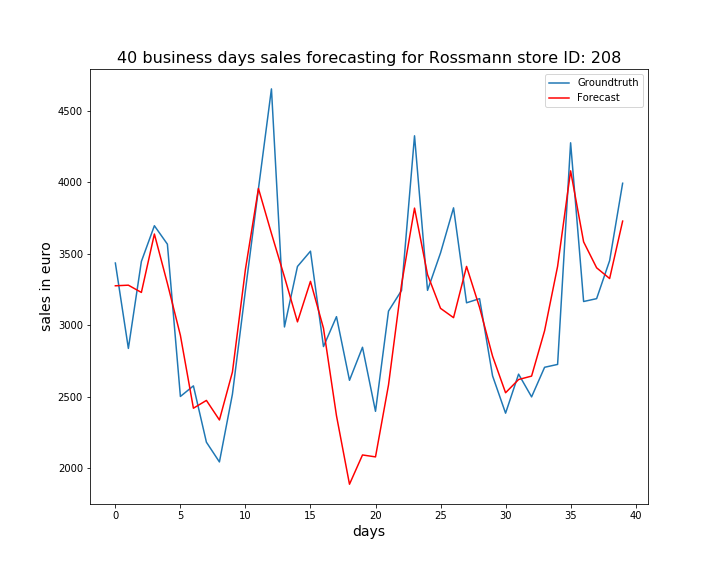 40 business days sales forecasting for Rossmann store ID: 208
Groundtruth
Forecast
sales in euro
4500
4000
3500
3000
2500
2000
0 5 10 15 20 25 30 35 40
days